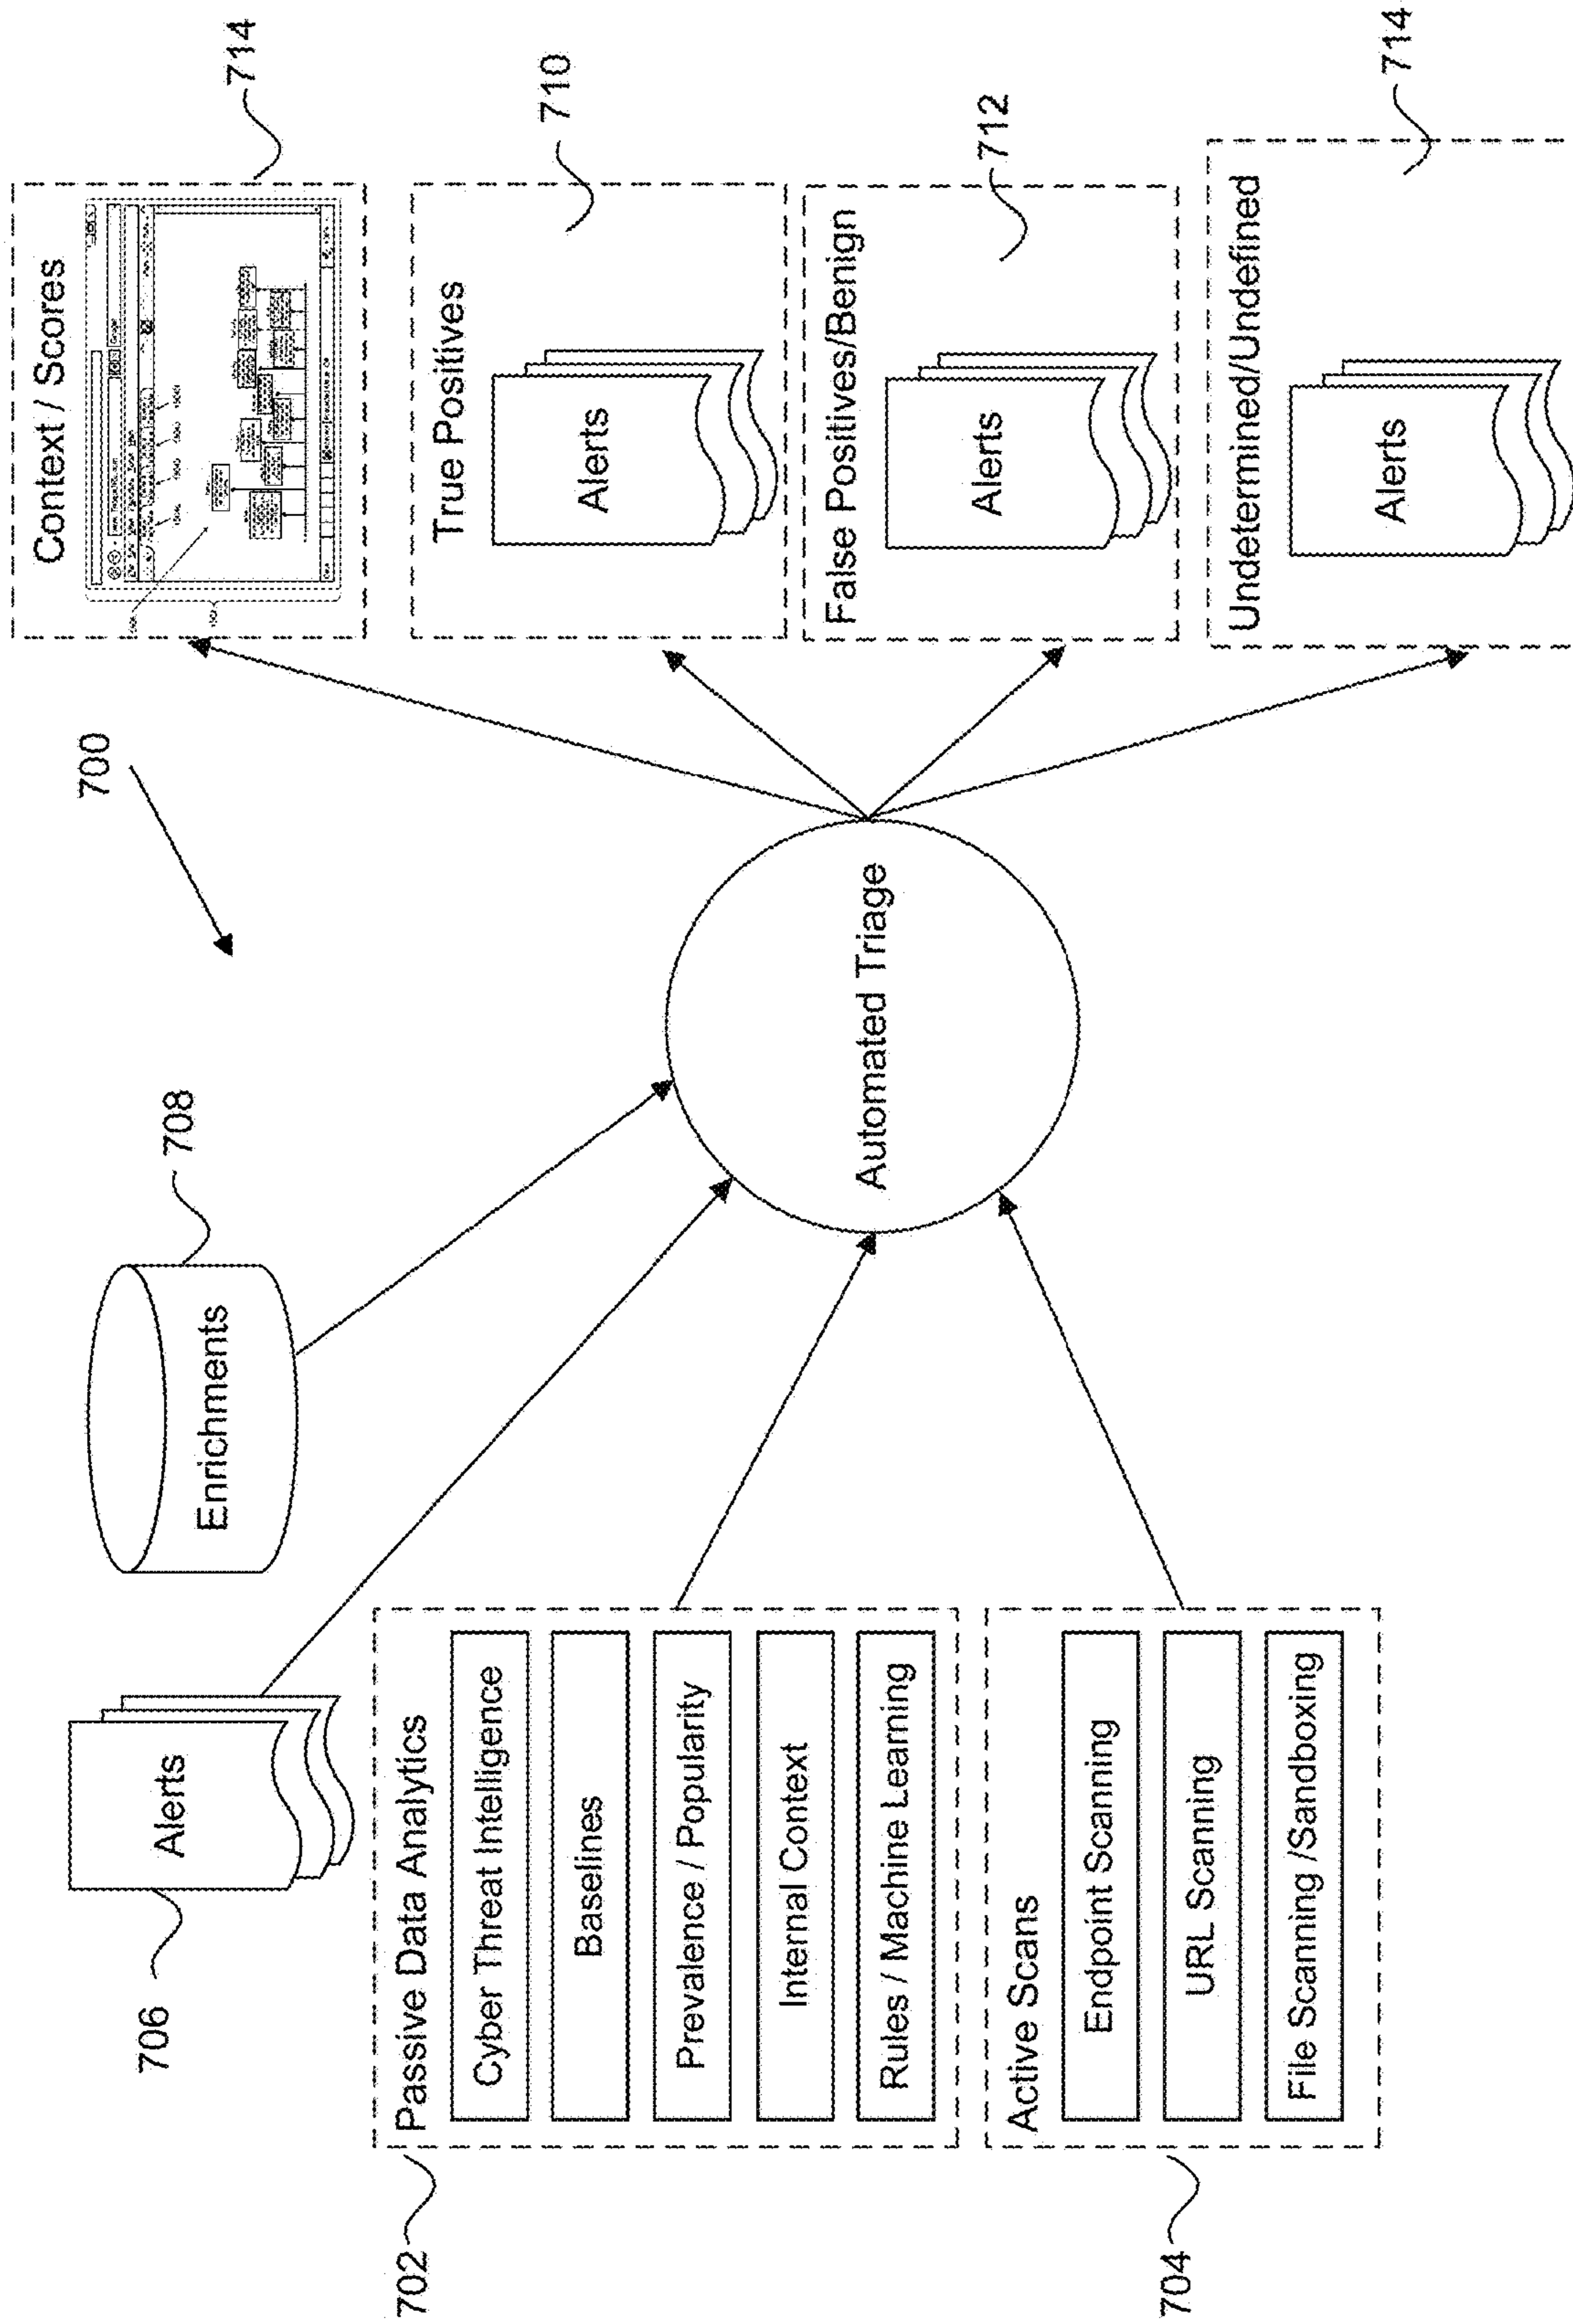 700
706
Alerts
708
Enrichments
702
Passive Data Analytics
Cyber Threat Intelligence
Baselines
Prevalence / Popularity
Internal Context
Rules / Machine Learning
704
Active Scans
Endpoint Scanning
URL Scanning
File Scanning /Sandboxing
Automated Triage
Context / Scores
714
True Positives
Alerts
710
False Positives/Benign
Alerts
712
Undetermined/Undefined
Alerts
714